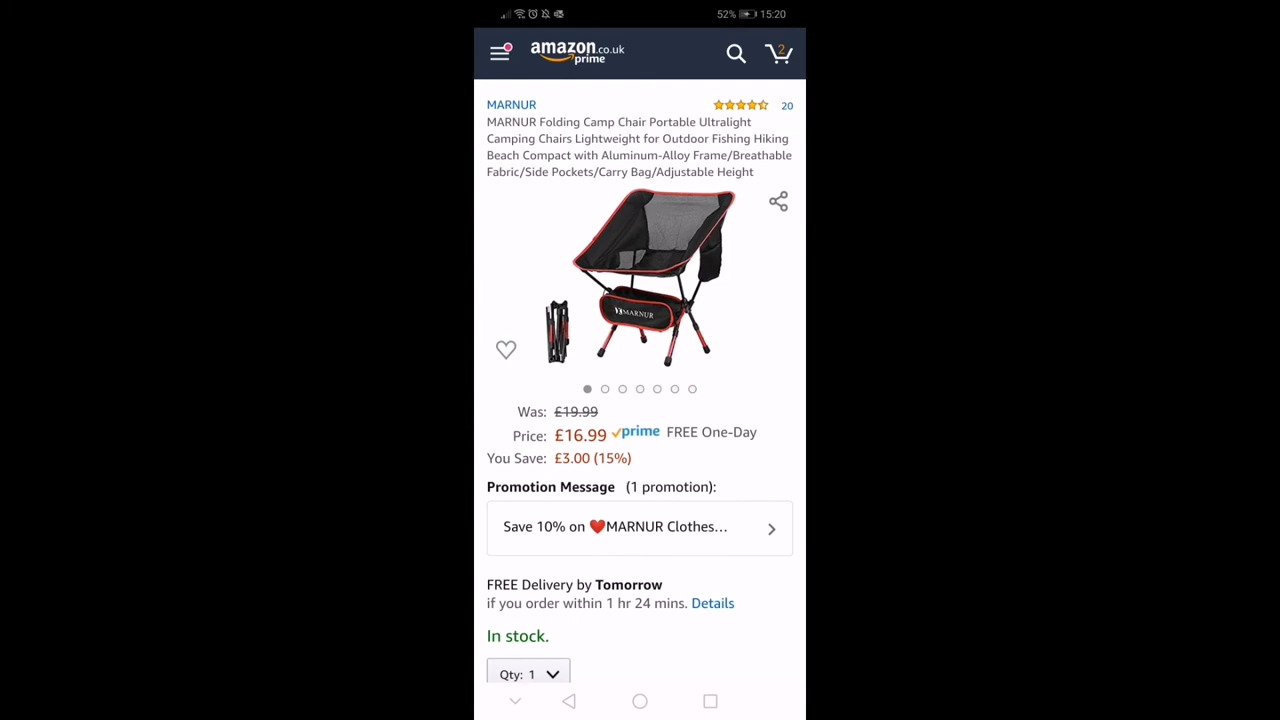 52% 15:20
amazon.co.uk
prime
2
MARNUR
20
MARNUR Folding Camp Chair Portable Ultralight
Camping Chairs Lightweight for Outdoor Fishing Hiking
Beach Compact with Aluminum-Alloy Frame/Breathable
Fabric/Side Pockets/Carry Bag/Adjustable Height
MARNUR
Was: £19.99
Price: £16.99 prime FREE One-Day
You Save: £3.00 (15%)
Promotion Message (1 promotion):
Save 10% on ❤️MARNUR Clothes...
FREE Delivery by Tomorrow
if you order within 1 hr 24 mins. Details
In stock.
Qty: 1